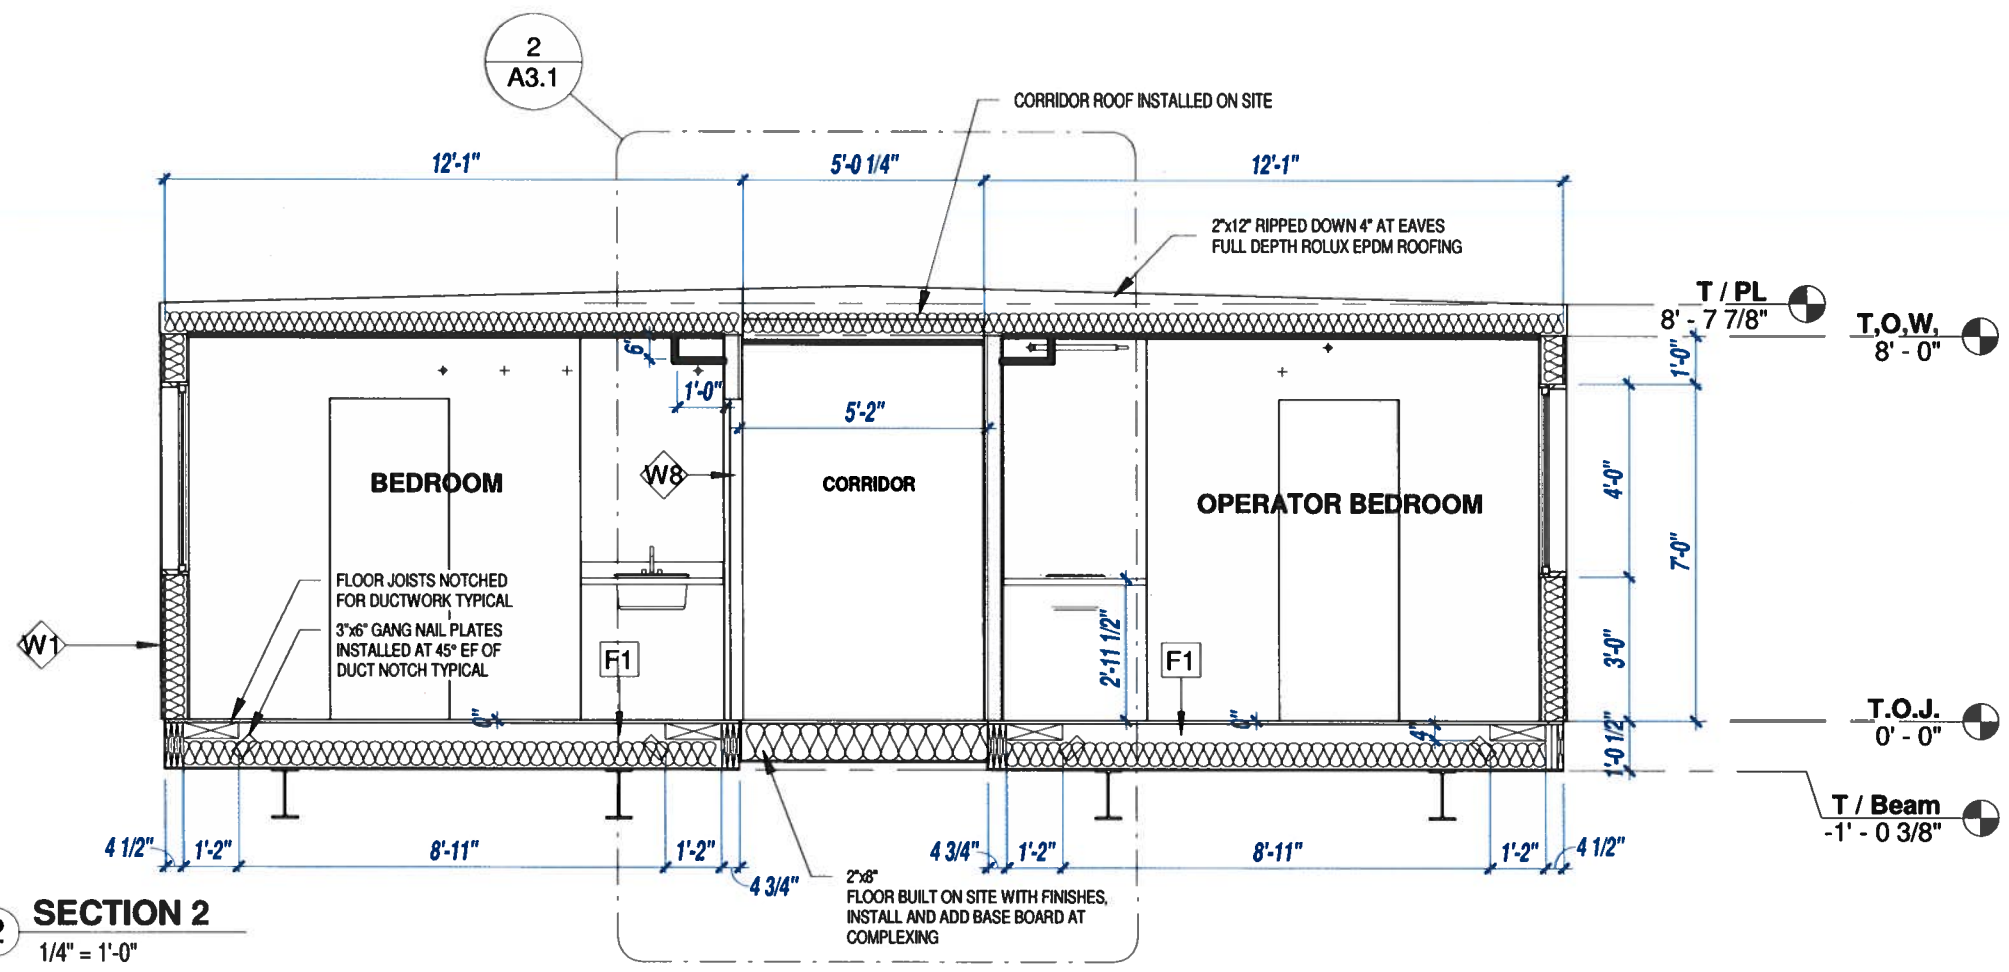 2
A3.1
CORRIDOR ROOF INSTALLED ON SITE
12'-1"
5'-0 1/4"
12'-1"
2"x12" RIPPED DOWN 4" AT EAVES
FULL DEPTH ROLUX EPDM ROOFING
T / PL
8' - 7 7/8"
T.O.W.
8' - 0"
6"
1'-0"
1'-0"
5'-2"
BEDROOM
W8
CORRIDOR
OPERATOR BEDROOM
4'-0"
7'-0"
FLOOR JOISTS NOTCHED
FOR DUCTWORK TYPICAL
3"x6" GANG NAIL PLATES
INSTALLED AT 45° EF OF
DUCT NOTCH TYPICAL
W1
F1
2'-11 1/2"
F1
3'-0"
0"
0"
4"
1'-0 1/2"
T.O.J.
0' - 0"
T / Beam
-1' - 0 3/8"
4 1/2"
1'-2"
8'-11"
1'-2"
4 3/4"
4 3/4"
1'-2"
8'-11"
1'-2"
4 1/2"
2"x8"
FLOOR BUILT ON SITE WITH FINISHES,
INSTALL AND ADD BASE BOARD AT
COMPLEXING
2
SECTION 2
1/4" = 1'-0"